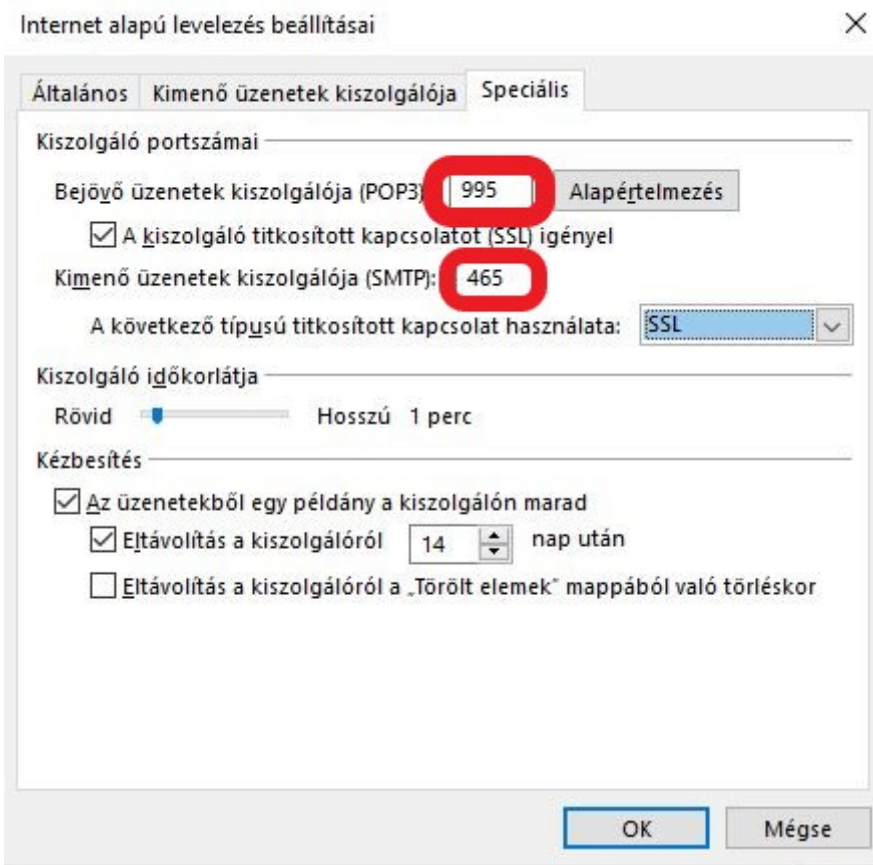 Internet alapú levelezés beállításai
Általános Kimenő üzenetek kiszolgálója Speciális
Kiszolgáló portszámai
Bejövő üzenetek kiszolgálója (POP3) 995 Alapértelmezés
A kiszolgáló titkosított kapcsolatot (SSL) igényel
Kimenő üzenetek kiszolgálója (SMTP): 465
A következő típusú titkosított kapcsolat használata: SSL
Kiszolgáló időkorlátja
Rövid Hosszú 1 perc
Kézbesítés
Az üzenetekből egy példány a kiszolgálón marad
Eltávolítás a kiszolgálóról 14 nap után
Eltávolítás a kiszolgálóról a „Törölt elemek” mappából való törléskor
OK Mégse